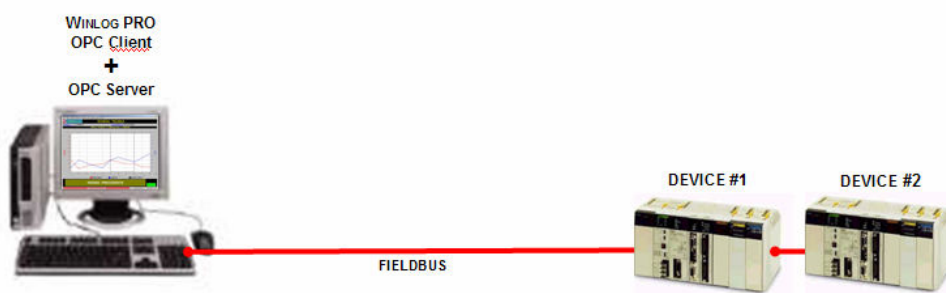 WINLOG PRO
OPC Client
+
OPC Server
DEVICE #1
DEVICE #2
FIELDBUS